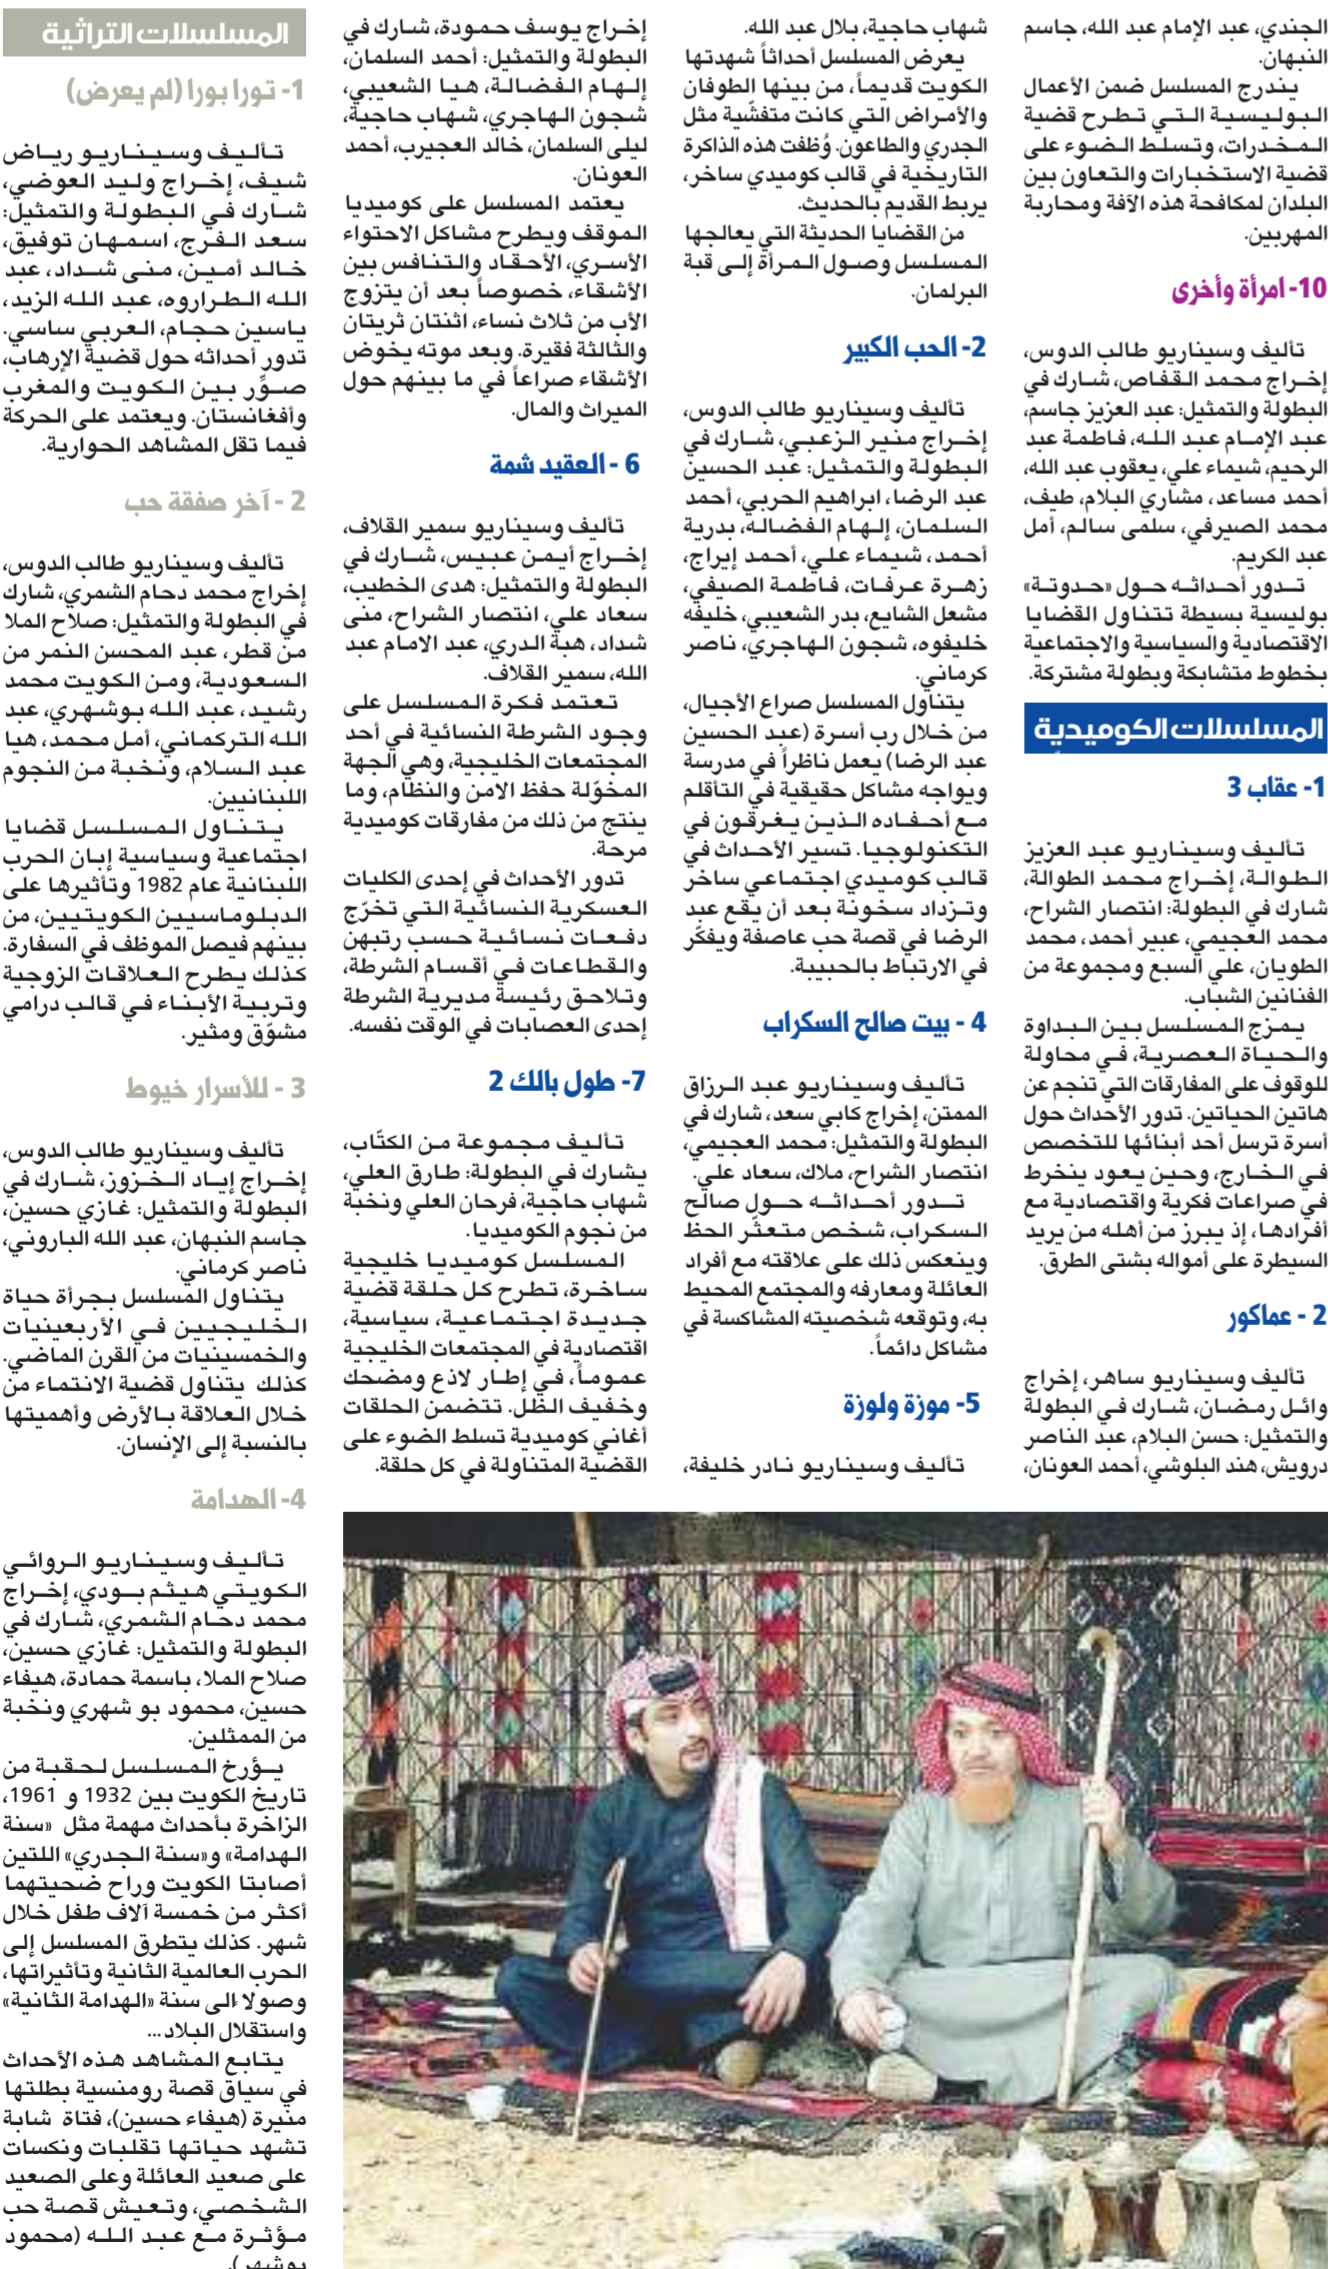 الجندي، عبد الإمام عبد الله، جاسم
النبهان.
يندرج المسلسل ضمن الأعمال
البوليسية التي تطرح قضية
المخدرات، وتسلط الضوء على
قضية الاستخبارات والتعاون بين
البلدان لمكافحة هذه الآفة ومحاربة
المهربين.
10- امرأة وأخرى
تأليف وسيناريو طالب الدوس،
إخراج محمد القفاص، شارك في
البطولة والتمثيل: عبد العزيز جاسم،
عبد الإمام عبد الله، فاطمة عبد
الرحيم، شيماء علي، يعقوب عبد الله،
أحمد مساعد، مشاري البلام، طيف،
محمد الصيرفي، سلمى سالم، أمل
عبد الكريم.
تدور أحداثه حول «حدوتة»
بوليسية بسيطة تتناول القضايا
الاقتصادية والسياسية والاجتماعية
بخطوط متشابكة وبطولة مشتركة.
المسلسلات الكوميدية
1- عقاب 3
تأليف وسيناريو عبد العزيز
الطوالة، إخراج محمد الطوالة،
شارك في البطولة: انتصار الشراح،
محمد العجيمي، عبير أحمد، محمد
الطويان، علي السبع ومجموعة من
الفنانين الشباب.
يمزج المسلسل بين البداوة
والحياة العصرية، في محاولة
للوقوف على المفارقات التي تنجم عن
هاتين الحياتين. تدور الأحداث حول
أسرة ترسل أحد أبنائها للتخصص
في الخارج، وحين يعود ينخرط
في صراعات فكرية واقتصادية مع
أفرادها، إذ يبرز من أهله من يريد
السيطرة على أمواله بشتى الطرق.
2 - عماكور
تأليف وسيناريو ساهر، إخراج
وائل رمضان، شارك في البطولة
والتمثيل: حسن البلام، عبد الناصر
درويش، هند البلوشي، أحمد العونان،
شهاب حاجية، بلال عبد الله.
يعرض المسلسل أحداثاً شهدتها
الكويت قديماً، من بينها الطوفان
والأمراض التي كانت متفشّية مثل
الجدري والطاعون. وُظفت هذه الذاكرة
التاريخية في قالب كوميدي ساخر،
يربط القديم بالحديث.
من القضايا الحديثة التي يعالجها
المسلسل وصول المرأة إلى قبة
البرلمان.
2- الحب الكبير
تأليف وسيناريو طالب الدوس،
إخراج منير الزعبي، شارك في
البطولة والتمثيل: عبد الحسين
عبد الرضا، ابراهيم الحربي، أحمد
السلمان، إلهام الفضاله، بدرية
أحمد، شيماء علي، أحمد إيراج،
زهرة عرفات، فاطمة الصيفي،
مشعل الشايع، بدر الشعيبي، خليفة
خليفوه، شجون الهاجري، ناصر
كرماني.
يتناول المسلسل صراع الأجيال،
من خلال رب أسرة (عبد الحسين
عبد الرضا) يعمل ناظراً في مدرسة
ويواجه مشاكل حقيقية في التأقلم
مع أحفاده الذين يغرقون في
التكنولوجيا. تسير الأحداث في
قالب كوميدي اجتماعي ساخر
وتزداد سخونة بعد أن يقع عبد
الرضا في قصة حب عاصفة ويفكّر
في الارتباط بالحبيبة.
4 - بيت صالح السكراب
تأليف وسيناريو عبد الرزاق
الممتن، إخراج كابي سعد، شارك في
البطولة والتمثيل: محمد العجيمي،
انتصار الشراح، ملاك، سعاد علي.
تدور أحداثه حول صالح
السكراب، شخص متعثّر الحظ
وينعكس ذلك على علاقته مع أفراد
العائلة ومعارفه والمجتمع المحيط
به، وتوقعه شخصيته المشاكسة في
مشاكل دائماً.
5- موزة ولوزة
تأليف وسيناريو نادر خليفة،
إخراج يوسف حمودة، شارك في
البطولة والتمثيل: أحمد السلمان،
إلهام الفضالة، هيا الشعيبي،
شجون الهاجري، شهاب حاجية،
ليلى السلمان، خالد العجيرب، أحمد
العونان.
يعتمد المسلسل على كوميديا
الموقف ويطرح مشاكل الاحتواء
الأسري، الأحقاد والتنافس بين
الأشقاء، خصوصاً بعد أن يتزوج
الأب من ثلاث نساء، اثنتان ثريتان
والثالثة فقيرة. وبعد موته يخوض
الأشقاء صراعاً في ما بينهم حول
الميراث والمال.
6 - العقيد شمة
تأليف وسيناريو سمير القلاف،
إخراج أيمن عبيس، شارك في
البطولة والتمثيل: هدى الخطيب،
سعاد علي، انتصار الشراح، منى
شداد، هبة الدري، عبد الامام عبد
الله، سمير القلاف.
تعتمد فكرة المسلسل على
وجود الشرطة النسائية في أحد
المجتمعات الخليجية، وهي الجهة
المخوّلة حفظ الامن والنظام، وما
ينتج من ذلك من مفارقات كوميدية
مرحة.
تدور الأحداث في إحدى الكليات
العسكرية النسائية التي تخرّج
دفعات نسائية حسب رتبهن
والقطاعات في أقسام الشرطة،
وتلاحق رئيسة مديرية الشرطة
إحدى العصابات في الوقت نفسه.
7- طول بالك 2
تأليف مجموعة من الكتّاب،
يشارك في البطولة: طارق العلي،
شهاب حاجية، فرحان العلي ونخبة
من نجوم الكوميديا.
المسلسل كوميديا خليجية
ساخرة، تطرح كل حلقة قضية
جديدة اجتماعية، سياسية،
اقتصادية في المجتمعات الخليجية
عموماً، في إطار لاذع ومضحك
وخفيف الظل. تتضمن الحلقات
أغاني كوميدية تسلط الضوء على
القضية المتناولة في كل حلقة.
المسلسلات التراثية
1- تورا بورا (لم يعرض)
تأليف وسيناريو رياض
شيف، إخراج وليد العوضي،
شارك في البطولة والتمثيل:
سعد الفرج، اسمهان توفيق،
خالد أمين، منى شداد، عبد
الله الطراروه، عبد الله الزيد،
ياسين حجام، العربي ساسي.
تدور أحداثه حول قضية الإرهاب،
صوِّر بين الكويت والمغرب
وأفغانستان. ويعتمد على الحركة
فيما تقل المشاهد الحوارية.
2 - آخر صفقة حب
تأليف وسيناريو طالب الدوس،
إخراج محمد دحام الشمري، شارك
في البطولة والتمثيل: صلاح الملا
من قطر، عبد المحسن النمر من
السعودية، ومن الكويت محمد
رشيد، عبد الله بوشهري، عبد
الله التركماني، أمل محمد، هيا
عبد السلام، ونخبة من النجوم
اللبنانيين.
يتناول المسلسل قضايا
اجتماعية وسياسية إبان الحرب
اللبنانية عام 1982 وتأثيرها على
الدبلوماسيين الكويتيين، من
بينهم فيصل الموظف في السفارة.
كذلك يطرح العلاقات الزوجية
وتربية الأبناء في قالب درامي
مشوّق ومثير.
3 - للأسرار خيوط
تأليف وسيناريو طالب الدوس،
إخراج إياد الخزوز، شارك في
البطولة والتمثيل: غازي حسين،
جاسم النبهان، عبد الله الباروني،
ناصر كرماني.
يتناول المسلسل بجرأة حياة
الخليجيين في الأربعينيات
والخمسينيات من القرن الماضي.
كذلك يتناول قضية الانتماء من
خلال العلاقة بالأرض وأهميتها
بالنسبة إلى الإنسان.
4- الهدامة
تأليف وسيناريو الروائي
الكويتي هيثم بودي، إخراج
محمد دحام الشمري، شارك في
البطولة والتمثيل: غازي حسين،
صلاح الملا، باسمة حمادة، هيفاء
حسين، محمود بو شهري ونخبة
من الممثلين.
يؤرخ المسلسل لحقبة من
تاريخ الكويت بين 1932 و 1961،
الزاخرة بأحداث مهمة مثل «سنة
الهدامة» و«سنة الجدري» اللتين
أصابتا الكويت وراح ضحيتهما
أكثر من خمسة آلاف طفل خلال
شهر. كذلك يتطرق المسلسل إلى
الحرب العالمية الثانية وتأثيراتها،
وصولا ءلى سنة «الهدامة الثانية»
واستقلال البلاد...
يتابع المشاهد هذه الأحداث
في سياق قصة رومنسية بطلتها
منيرة (هيفاء حسين)، فتاة شابة
تشهد حياتها تقلبات ونكسات
على صعيد العائلة وعلى الصعيد
الشخصي، وتعيش قصة حب
مؤثرة مع عبد الله (محمود
بوشهر).